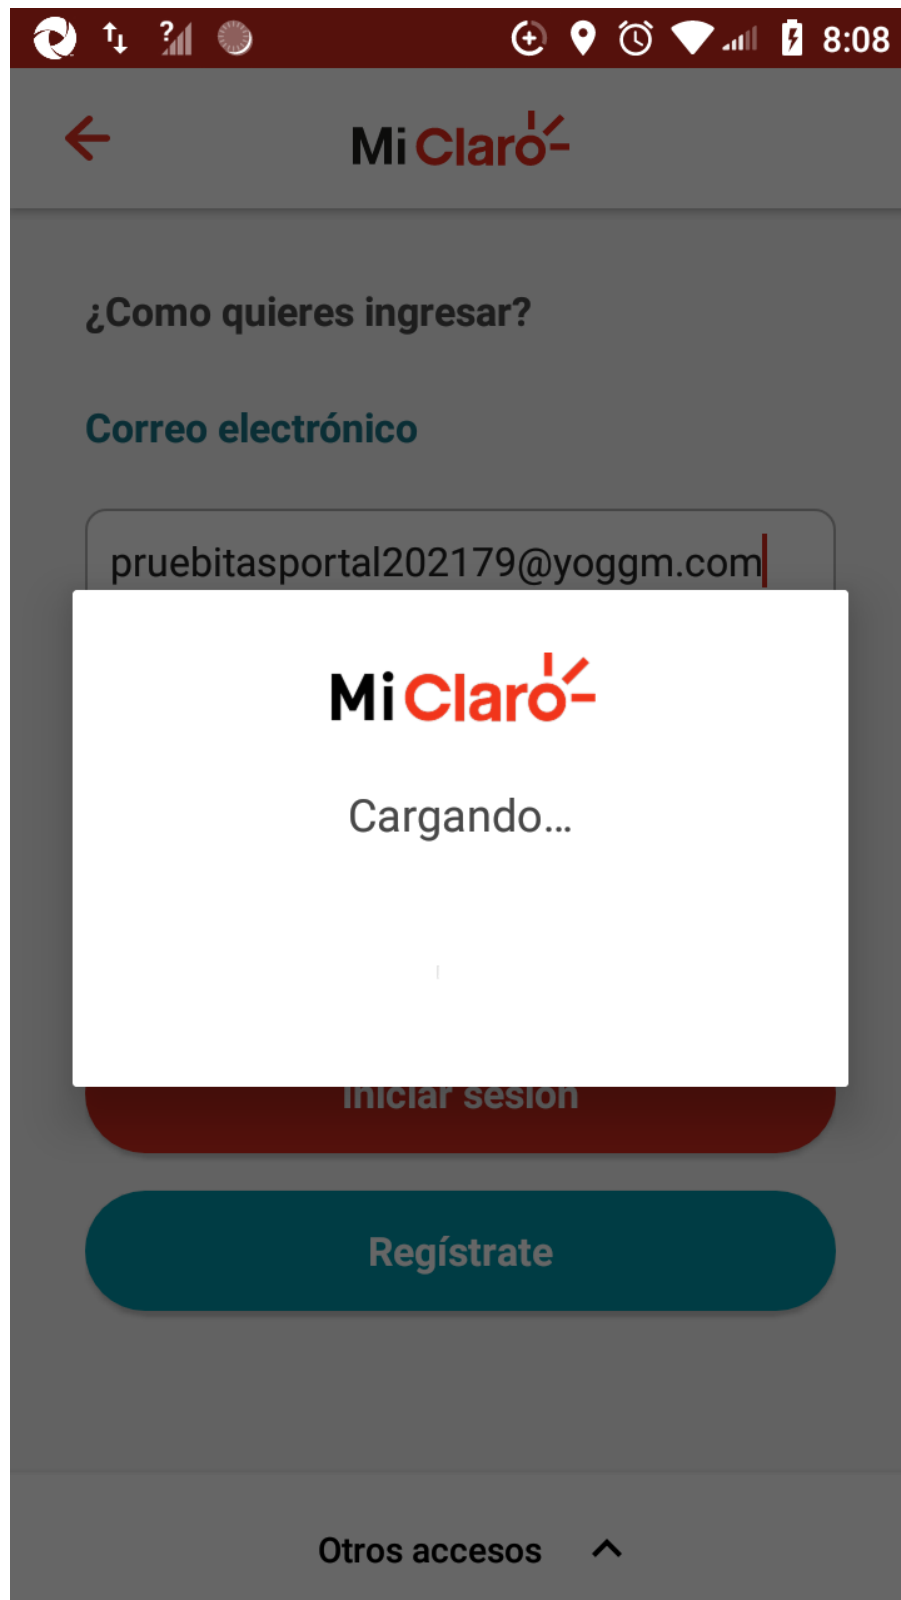 8:08
Mi Claro
¿Como quieres ingresar?
Correo electrónico
pruebitasportal202179@yoggm.com
Mi Claro
Cargando...
Iniciar sesión
Regístrate
Otros accesos